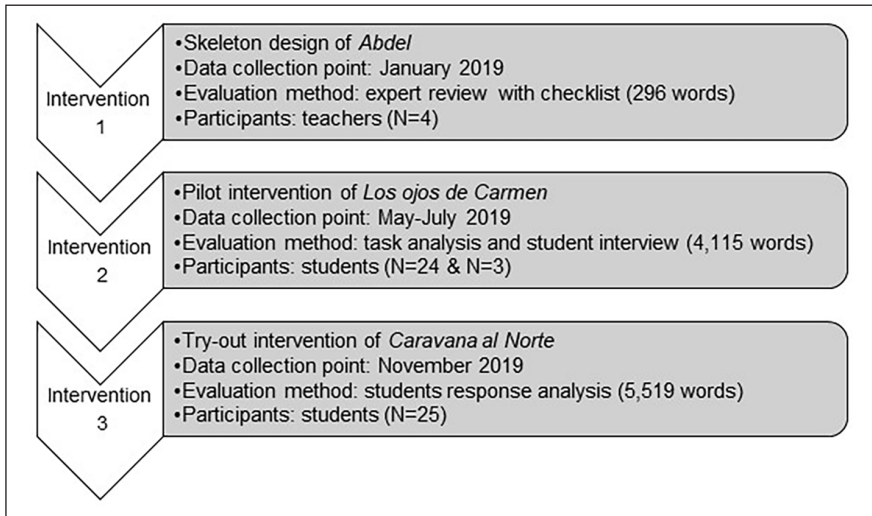 Intervention
1
•Skeleton design of Abdel
•Data collection point: January 2019
•Evaluation method: expert review with checklist (296 words)
•Participants: teachers (N=4)
Intervention
2
•Pilot intervention of Los ojos de Carmen
•Data collection point: May-July 2019
•Evaluation method: task analysis and student interview (4,115 words)
•Participants: students (N=24 & N=3)
Intervention
3
•Try-out intervention of Caravana al Norte
•Data collection point: November 2019
•Evaluation method: students response analysis (5,519 words)
•Participants: students (N=25)